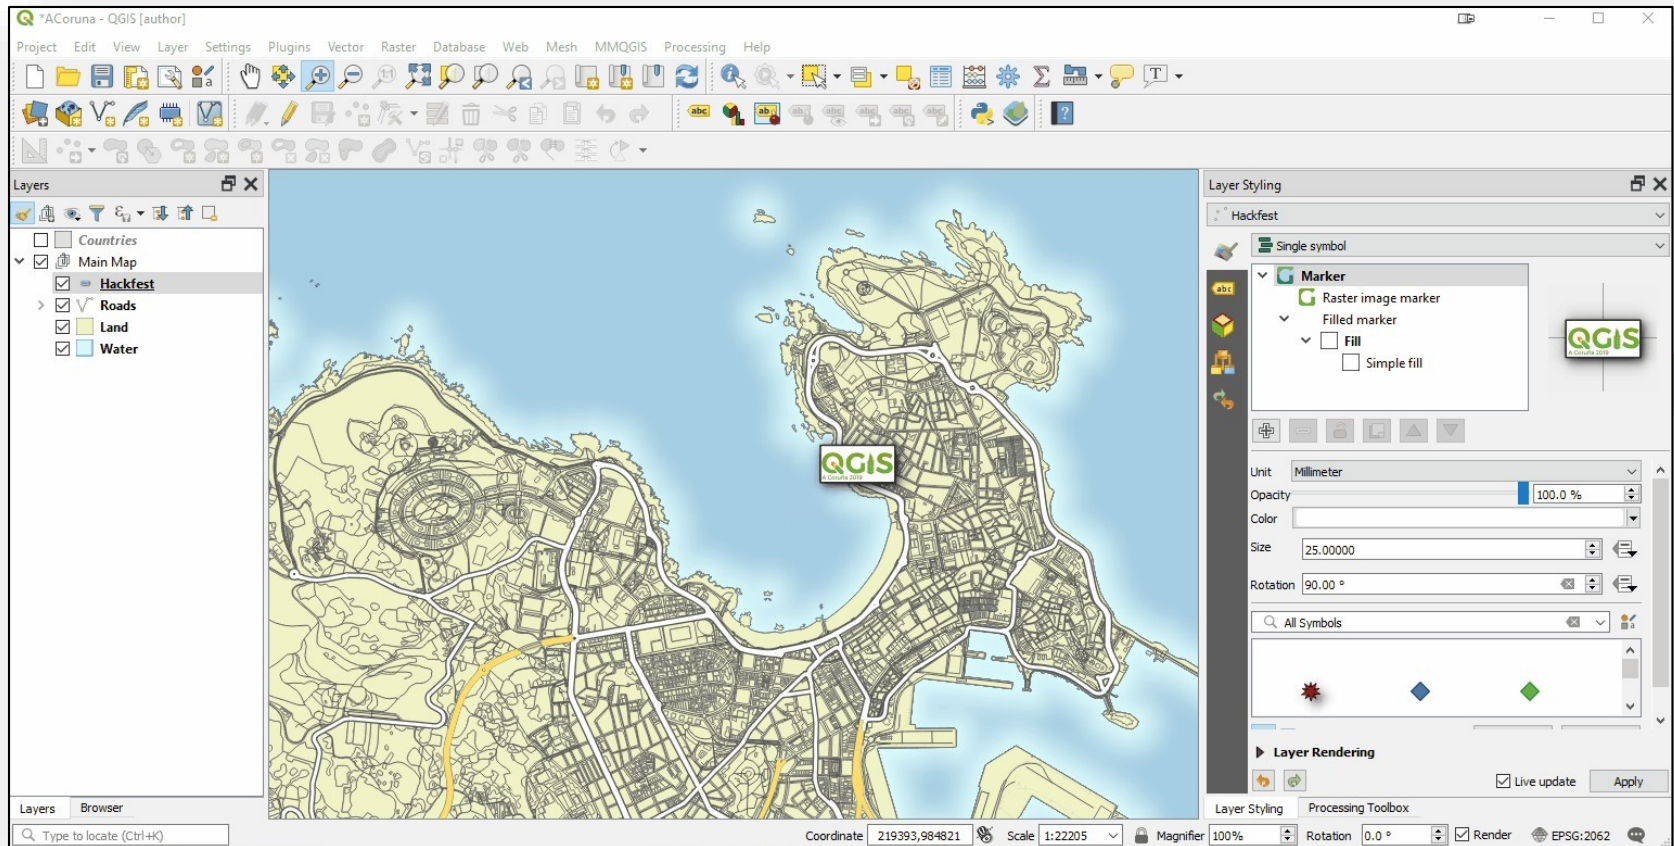 *ACoruna - QGIS [author]
Project Edit View Layer Settings Plugins Vector Raster Database Web Mesh MMQGIS Processing Help
Layers
Countries
Main Map
Hackfest
Roads
Land
Water
Layers Browser
QGIS
A Coruña 2019
Layer Styling
Hackfest
Single symbol
Marker
Raster image marker
Filled marker
Fill
Simple fill
QGIS
A Coruña 2019
Unit Millimeter
Opacity 100.0 %
Color
Size 25.00000
Rotation 90.00 °
All Symbols
Layer Rendering
Live update Apply
Layer Styling Processing Toolbox
Type to locate (Ctrl+K) Coordinate 219393,984821 Scale 1:22205 Magnifier 100% Rotation 0.0 ° Render EPSG:2062